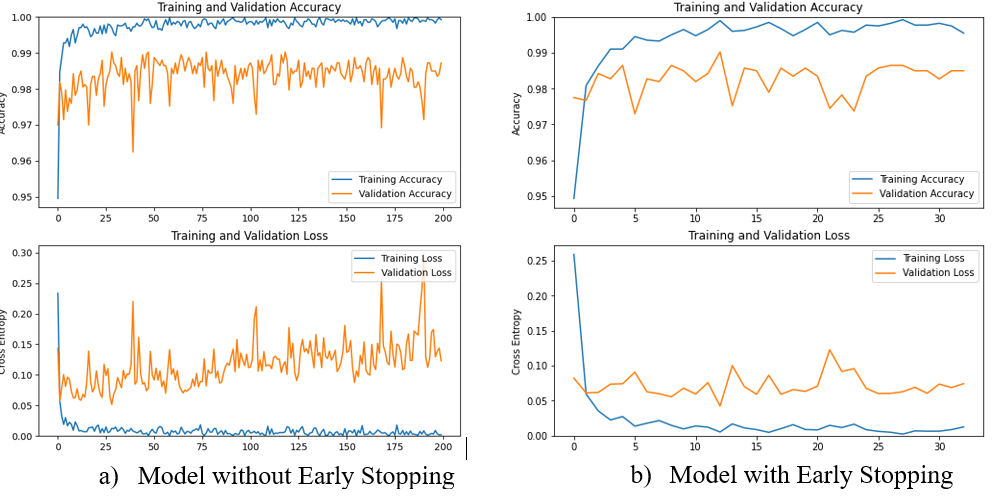 Training and Validation Accuracy
1.00
0.99
0.98
0.97
0.96
0.95
Accuracy
Training Accuracy
Validation Accuracy
0 25 50 75 100 125 150 175 200
Training and Validation Loss
0.30
0.25
0.20
0.15
0.10
0.05
0.00
Cross Entropy
Training Loss
Validation Loss
0 25 50 75 100 125 150 175 200
a) Model without Early Stopping
Training and Validation Accuracy
1.00
0.99
0.98
0.97
0.96
0.95
Accuracy
Training Accuracy
Validation Accuracy
0 5 10 15 20 25 30
Training and Validation Loss
0.25
0.20
0.15
0.10
0.05
0.00
Cross Entropy
Training Loss
Validation Loss
0 5 10 15 20 25 30
b) Model with Early Stopping